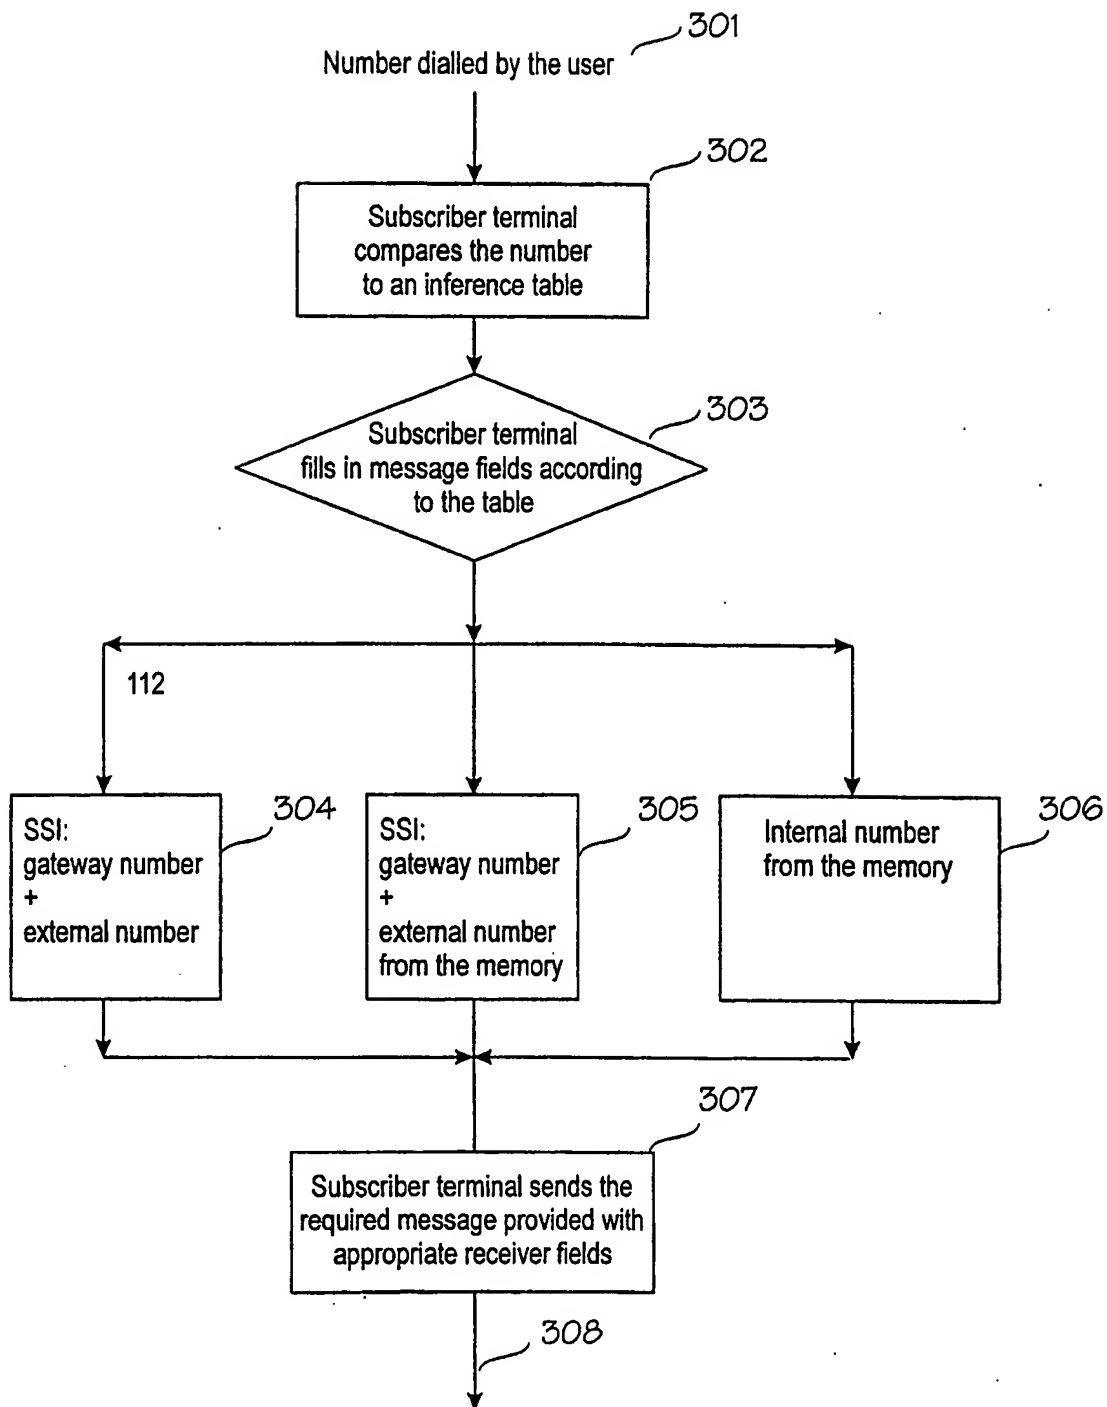 301
Number dialled by the user
302
Subscriber terminal
compares the number
to an inference table
303
Subscriber terminal
fills in message fields according
to the table
112
304
SSI:
gateway number
+
external number
305
SSI:
gateway number
+
external number
from the memory
306
Internal number
from the memory
307
Subscriber terminal sends the
required message provided with
appropriate receiver fields
308